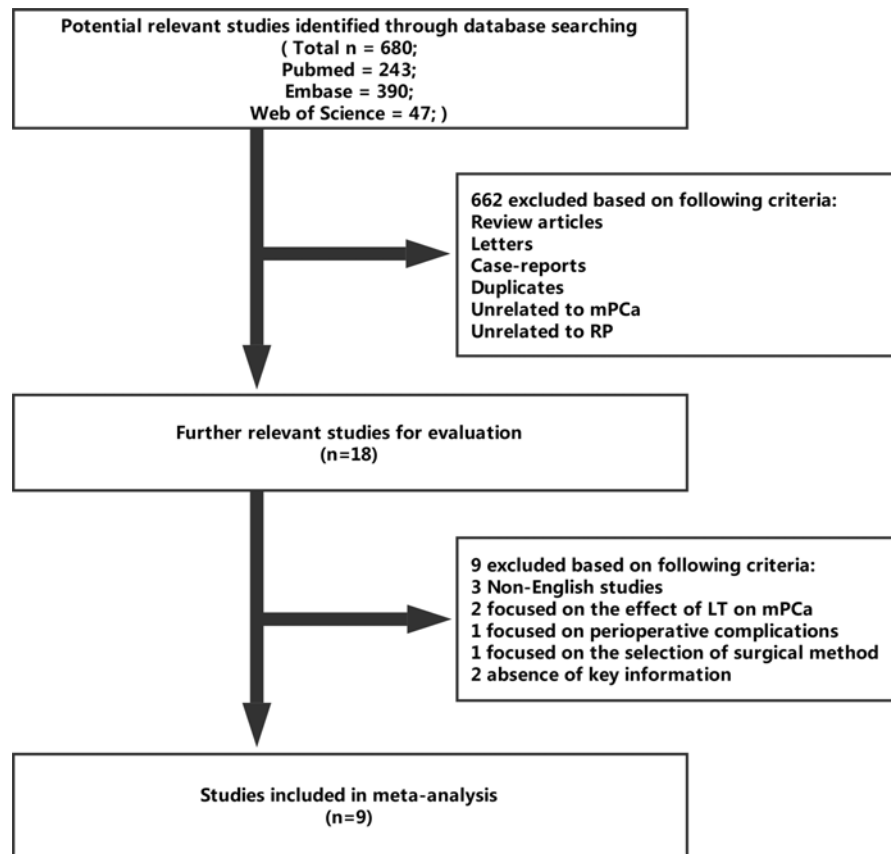 Potential relevant studies identified through database searching
( Total n = 680;
Pubmed = 243;
Embase = 390;
Web of Science = 47; )
662 excluded based on following criteria:
Review articles
Letters
Case-reports
Duplicates
Unrelated to mPCa
Unrelated to RP
Further relevant studies for evaluation
(n=18)
9 excluded based on following criteria:
3 Non-English studies
2 focused on the effect of LT on mPCa
1 focused on perioperative complications
1 focused on the selection of surgical method
2 absence of key information
Studies included in meta-analysis
(n=9)